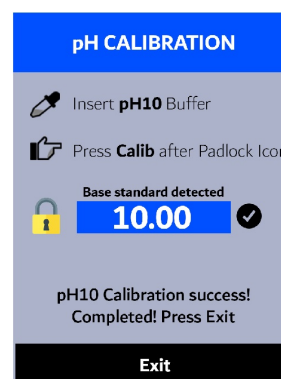 pH CALIBRATION
Insert pH10 Buffer
Press Calib after Padlock Icon
Base standard detected
10.00
pH10 Calibration success!
Completed! Press Exit
Exit